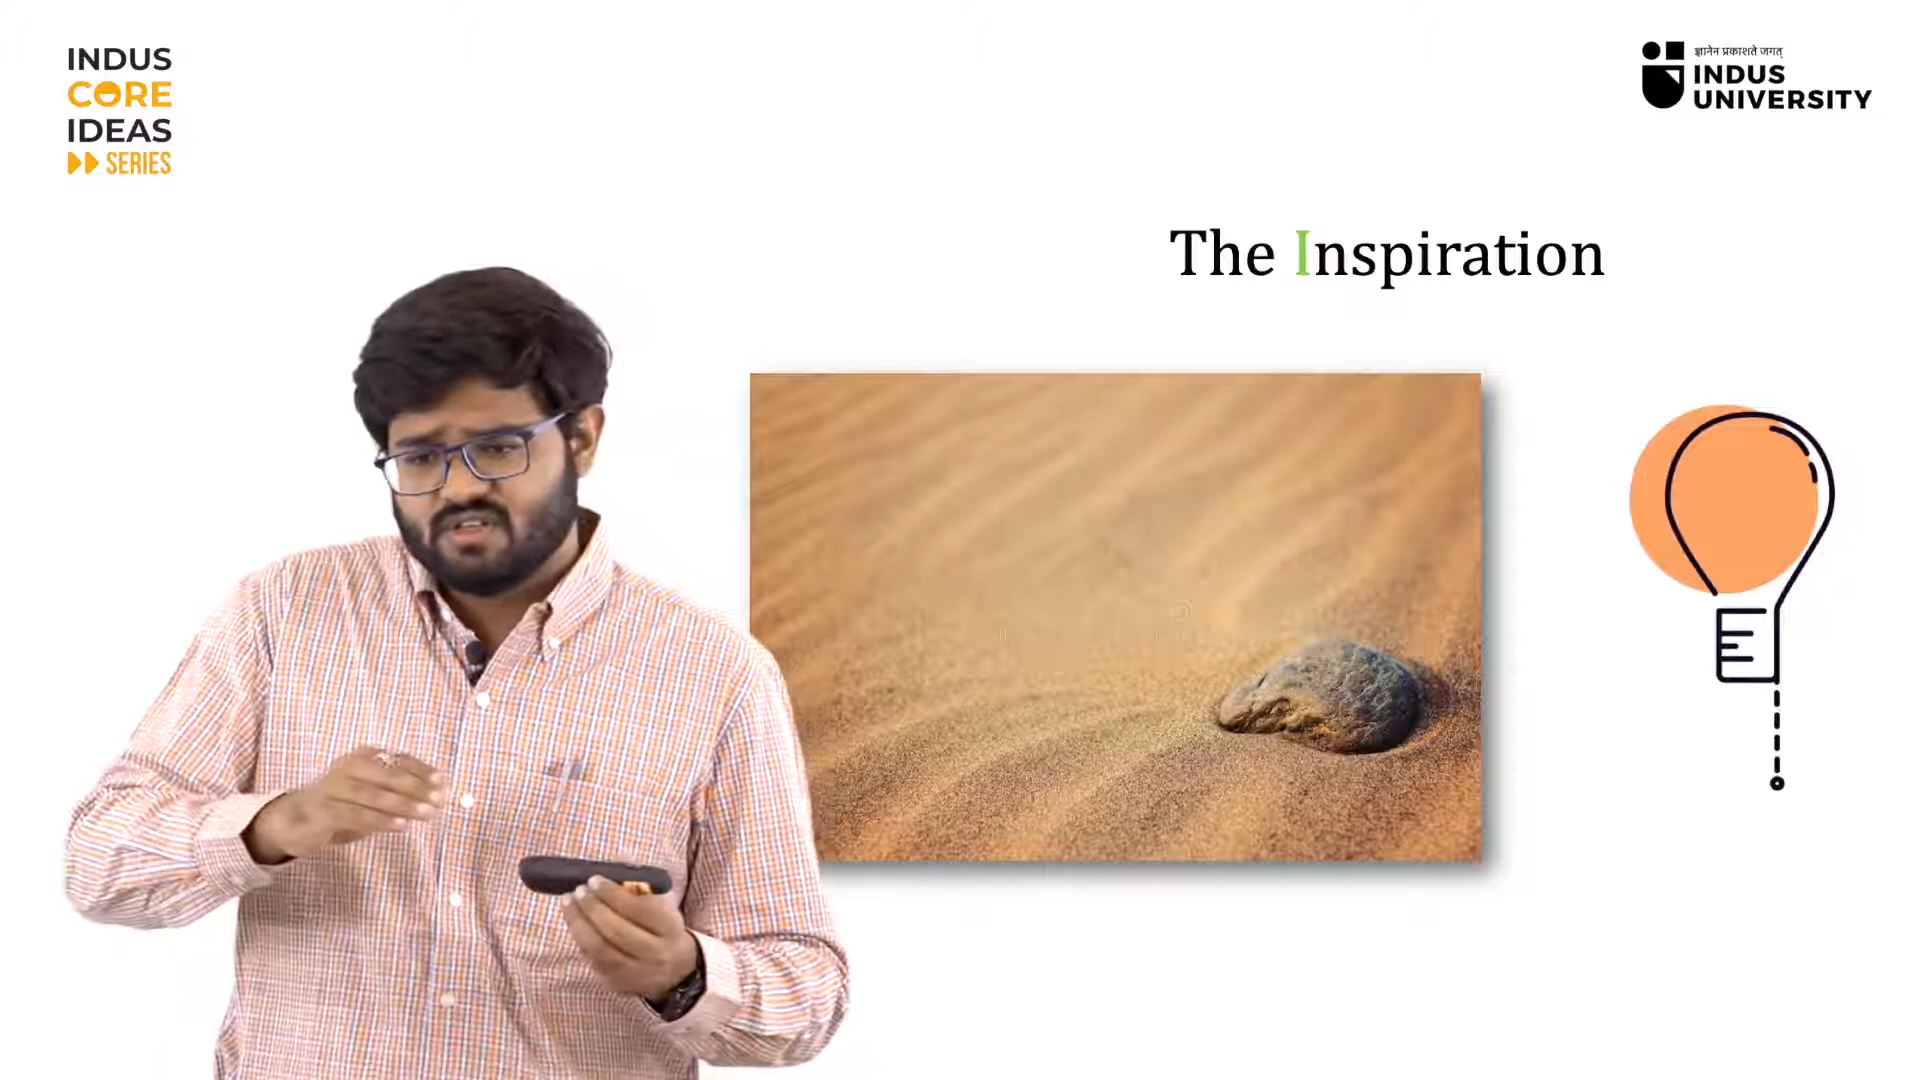 INDUS
CORE
IDEAS
SERIES
ज्ञानेन प्रकाशते जगत्
INDUS
UNIVERSITY
The Inspiration